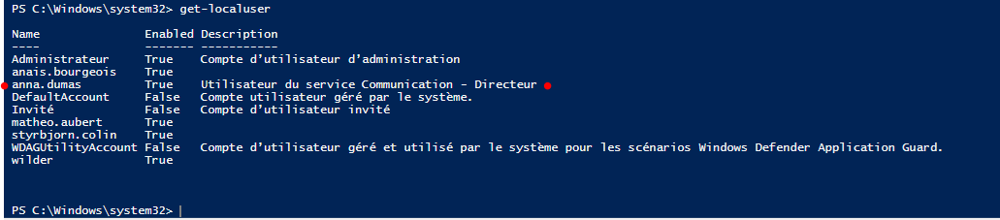 PS C:\Windows\system32> get-localuser
Name Enabled Description
---- ------- -----------
Administrateur True Compte d’utilisateur d’administration
anais.bourgeois True
anna.dumas True Utilisateur du service Communication - Directeur
DefaultAccount False Compte utilisateur géré par le système.
Invité False Compte d’utilisateur invité
matheo.aubert True
styrbjorn.colin True
WDAGUtilityAccount False Compte d’utilisateur géré et utilisé par le système pour les scénarios Windows Defender Application Guard.
wilder True
PS C:\Windows\system32>